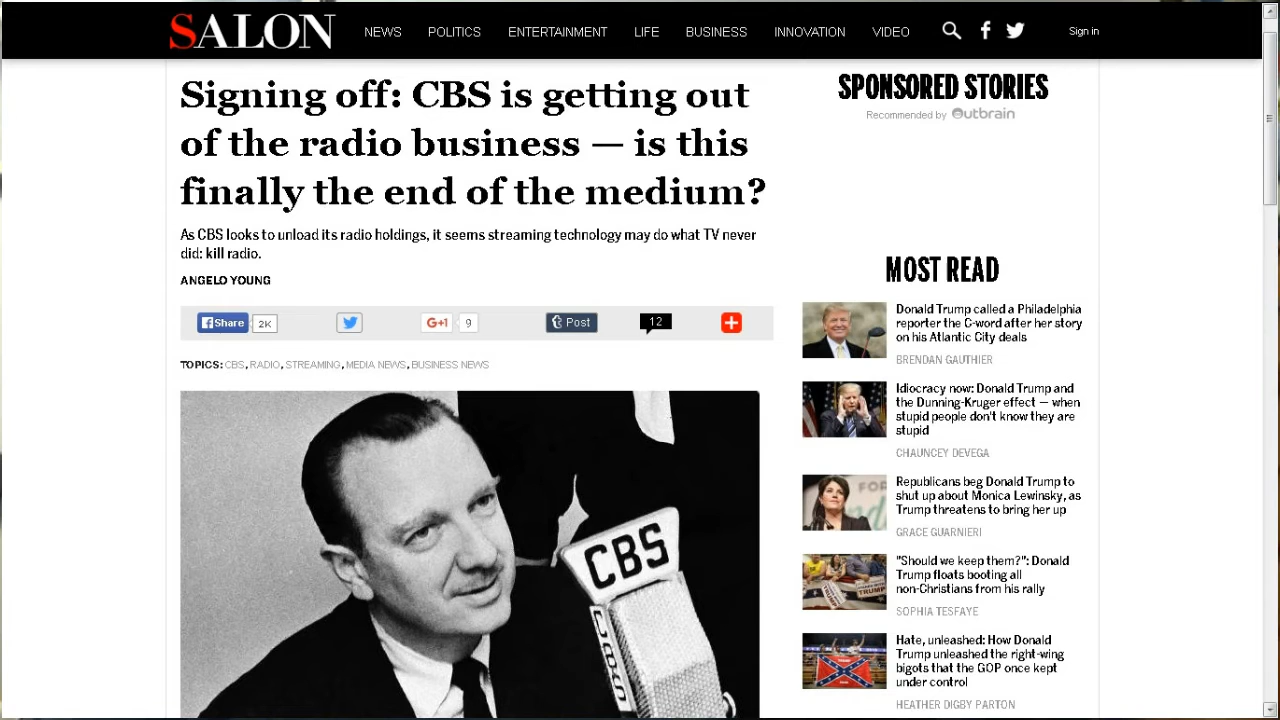 SALON
NEWS
POLITICS
ENTERTAINMENT
LIFE
BUSINESS
INNOVATION
VIDEO
Sign in
Signing off: CBS is getting out
of the radio business — is this
finally the end of the medium?
As CBS looks to unload its radio holdings, it seems streaming technology may do what TV never
did: kill radio.
ANGELO YOUNG
Share
2K
G+1
9
Post
12
TOPICS: CBS, RADIO, STREAMING, MEDIA NEWS, BUSINESS NEWS
CBS
CBS
SPONSORED STORIES
Recommended by Outbrain
MOST READ
Donald Trump called a Philadelphia
reporter the C-word after her story
on his Atlantic City deals
BRENDAN GAUTHIER
Idiocracy now: Donald Trump and
the Dunning-Kruger effect — when
stupid people don't know they are
stupid
CHAUNCEY DEVEGA
Republicans beg Donald Trump to
shut up about Monica Lewinsky, as
Trump threatens to bring her up
GRACE GUARNIERI
"Should we keep them?": Donald
Trump floats booting all
non-Christians from his rally
SOPHIA TESFAYE
Hate, unleashed: How Donald
Trump unleashed the right-wing
bigots that the GOP once kept
under control
HEATHER DIGBY PARTON